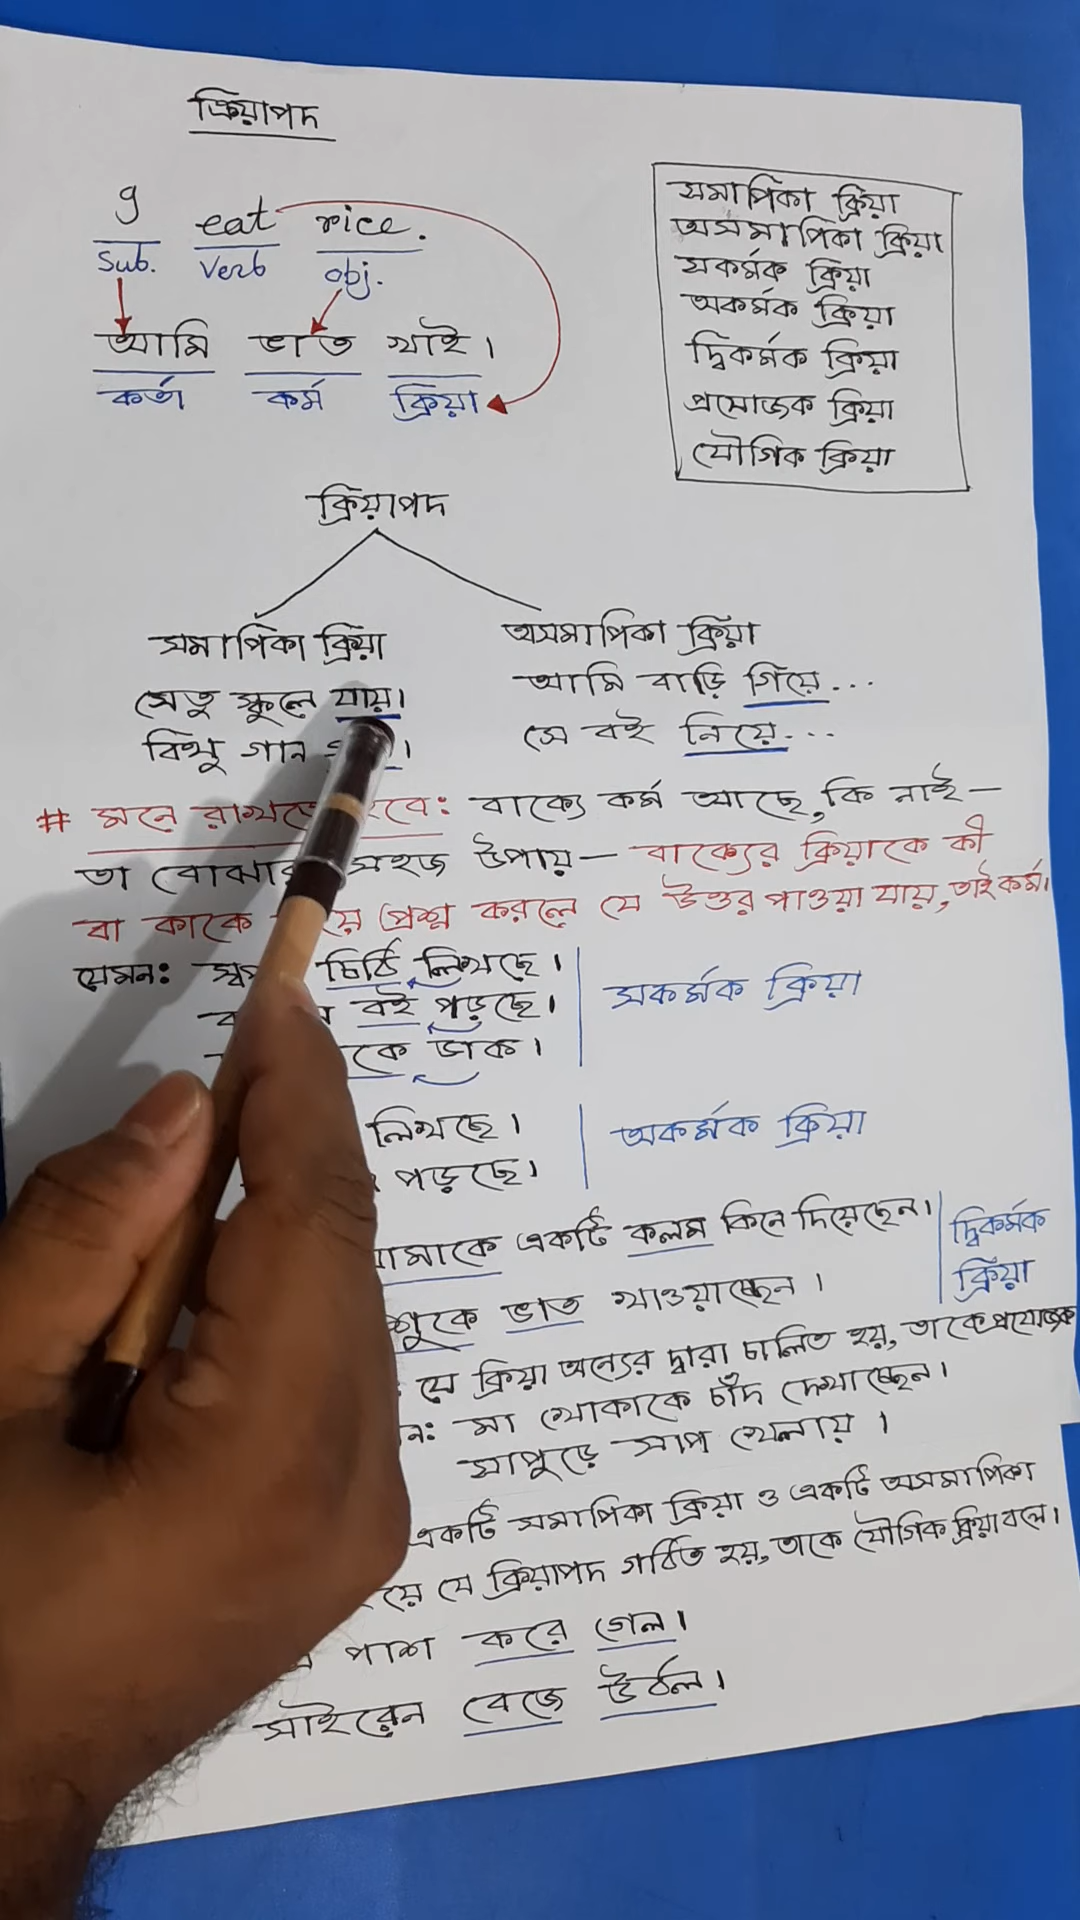 ক্রিয়াপদ
I eat rice.
sub. verb obj.
আমি ভাত খাই।
কর্তা কর্ম ক্রিয়া
সমাপিকা ক্রিয়া
অসমাপিকা ক্রিয়া
সকর্মক ক্রিয়া
অকর্মক ক্রিয়া
দ্বিকর্মক ক্রিয়া
প্রযোজক ক্রিয়া
যৌগিক ক্রিয়া
ক্রিয়াপদ
সমাপিকা ক্রিয়া
সেতু স্কুলে যায়।
বিথু গান
অসমাপিকা ক্রিয়া
আমি বাড়ি গিয়ে...
সে বই নিয়ে...
# মনে রাখতে হবে: বাক্যে কর্ম আছে, কি নাই–
তা বোঝার সহজ উপায়– বাক্যের ক্রিয়াকে কী
বা কাকে প্রশ্ন করলে যে উত্তর পাওয়া যায়, তাই কর্ম।
যেমন: চিঠি লিখছে।
বই পড়ছে।
কে ডাক।
সকর্মক ক্রিয়া
লিখছে।
পড়ছে।
অকর্মক ক্রিয়া
একটি কলম কিনে দিয়েছেন।
ভাত খাওয়াচ্ছেন।
দ্বিকর্মক
ক্রিয়া
যে ক্রিয়া অন্যের দ্বারা চালিত হয়, তাকে প্রযোজক
মা খোকাকে চাঁদ দেখাচ্ছেন।
সাপুড়ে সাপ খেলায়।
একটি সমাপিকা ক্রিয়া ও একটি অসমাপিকা
যে ক্রিয়াপদ গঠিত হয়, তাকে যৌগিক ক্রিয়া বলে।
পাশ করে গেল।
সাইরেন বেজে উঠল।